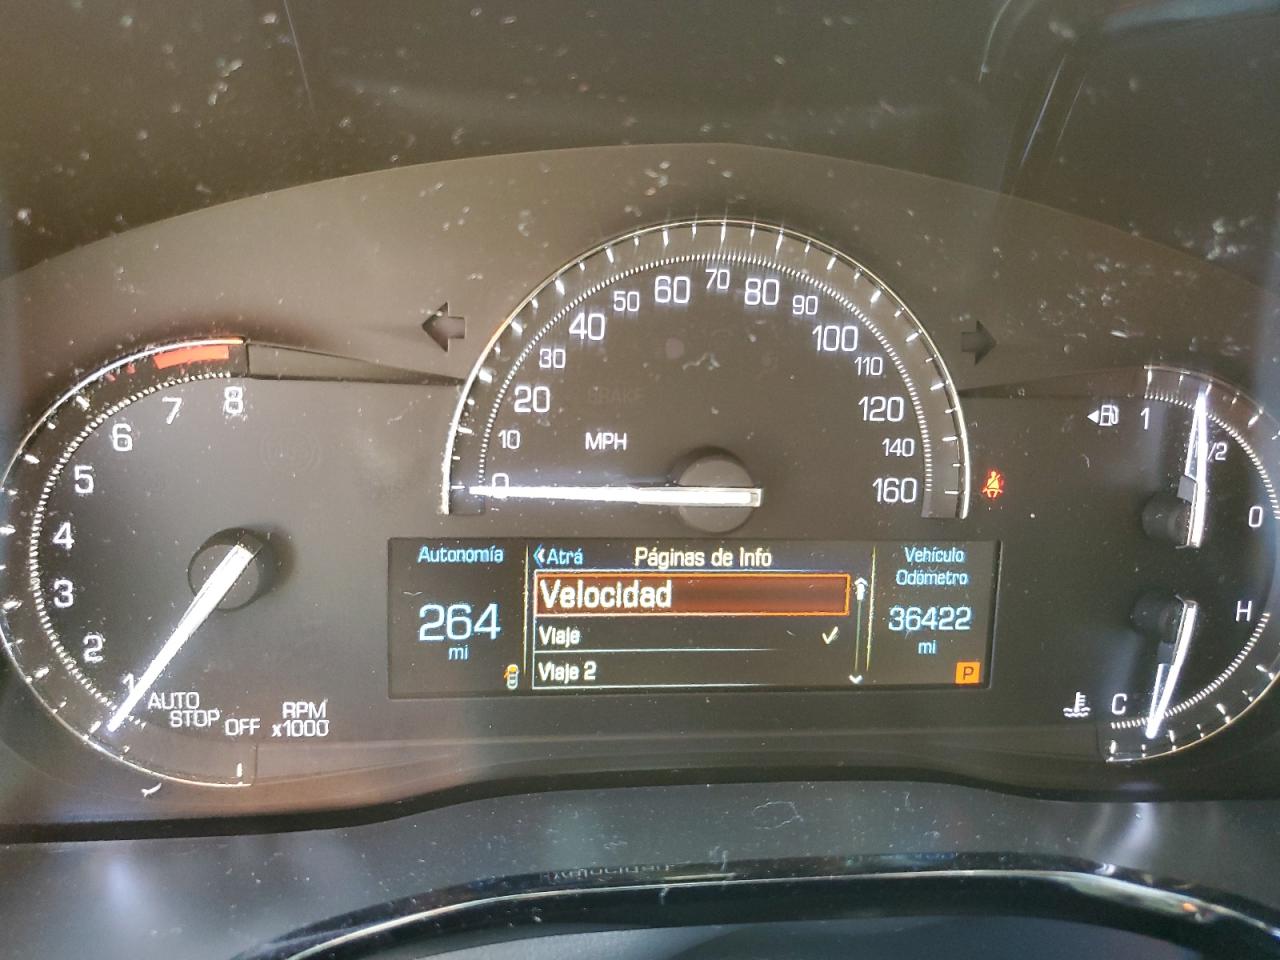 60 70 80
50 90
40 100
30 110
20 120
10 MPH 140
0 160
8
7
6
5
4
3
2
1
AUTO
STOP OFF RPM
x1000
1
1/2
0
H
C
Autonomía
264
mi
Atrá Páginas de Info
Velocidad
Viaje
Viaje 2
Vehículo
Odómetro
36422
mi
P